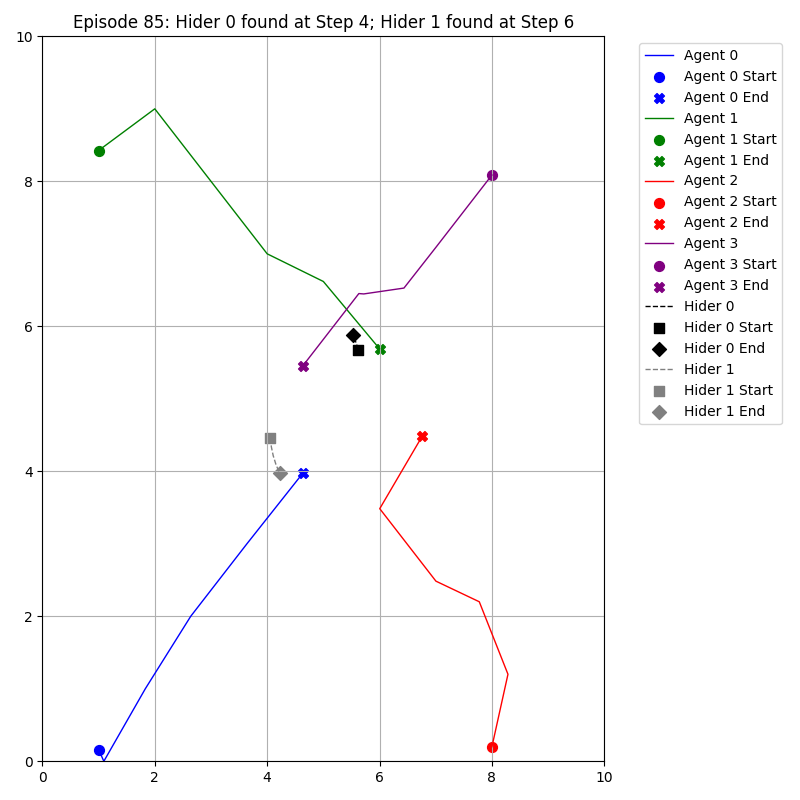 Episode 85: Hider 0 found at Step 4; Hider 1 found at Step 6
10
8
6
4
2
0
0 2 4 6 8 10
Agent 0
Agent 0 Start
Agent 0 End
Agent 1
Agent 1 Start
Agent 1 End
Agent 2
Agent 2 Start
Agent 2 End
Agent 3
Agent 3 Start
Agent 3 End
Hider 0
Hider 0 Start
Hider 0 End
Hider 1
Hider 1 Start
Hider 1 End